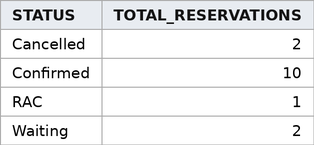 STATUS TOTAL_RESERVATIONS
Cancelled 2
Confirmed 10
RAC 1
Waiting 2